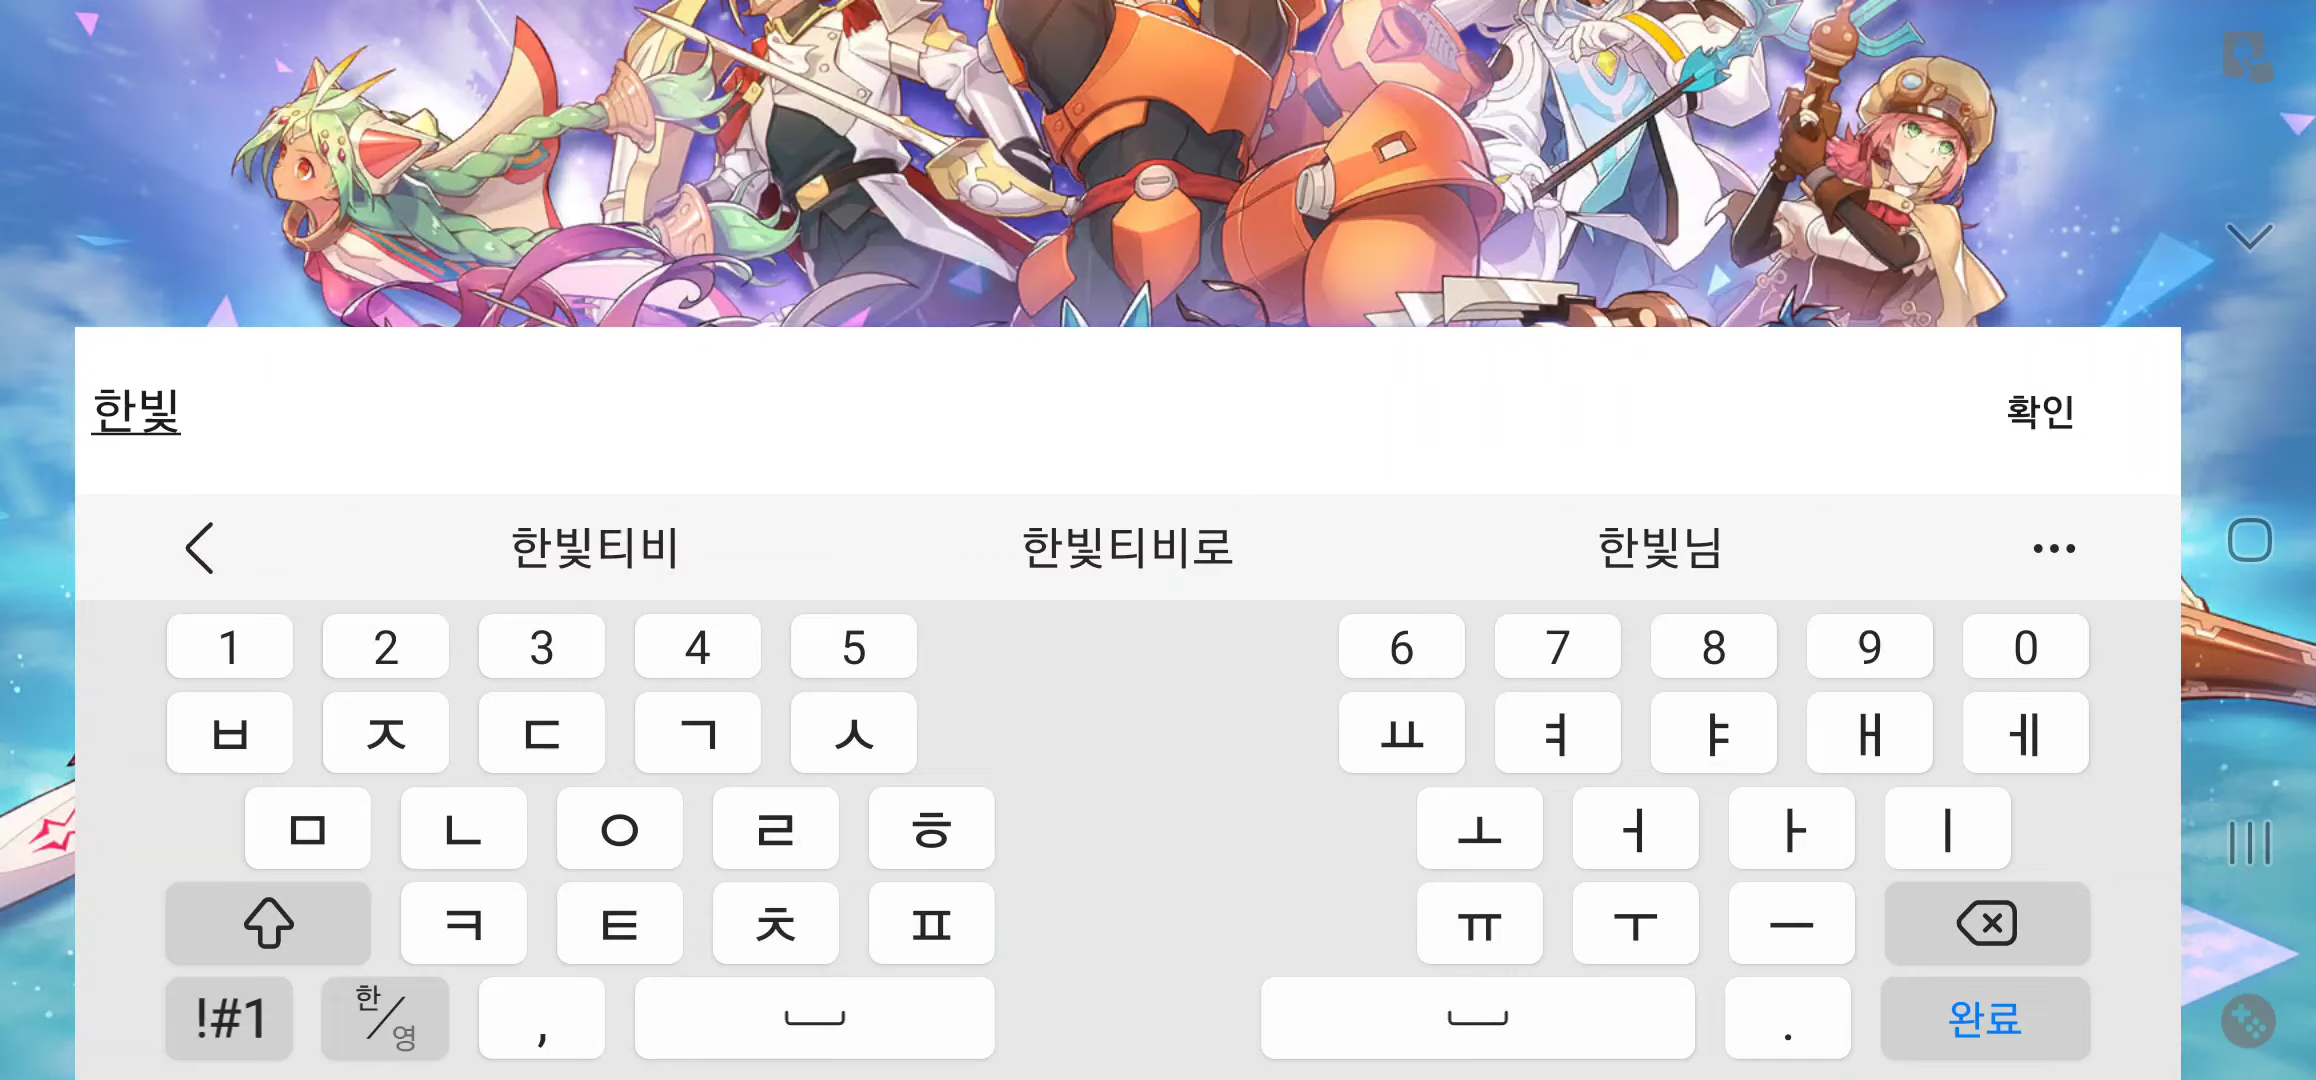 한빛
확인
한빛티비 한빛티비로 한빛님 •••
1 2 3 4 5 6 7 8 9 0
ㅂ ㅈ ㄷ ㄱ ㅅ ㅛ ㅕ ㅑ ㅐ ㅔ
ㅁ ㄴ ㅇ ㄹ ㅎ ㅗ ㅓ ㅏ ㅣ
ㅋ ㅌ ㅊ ㅍ ㅠ ㅜ ㅡ
!#1 한/영 , . 완료